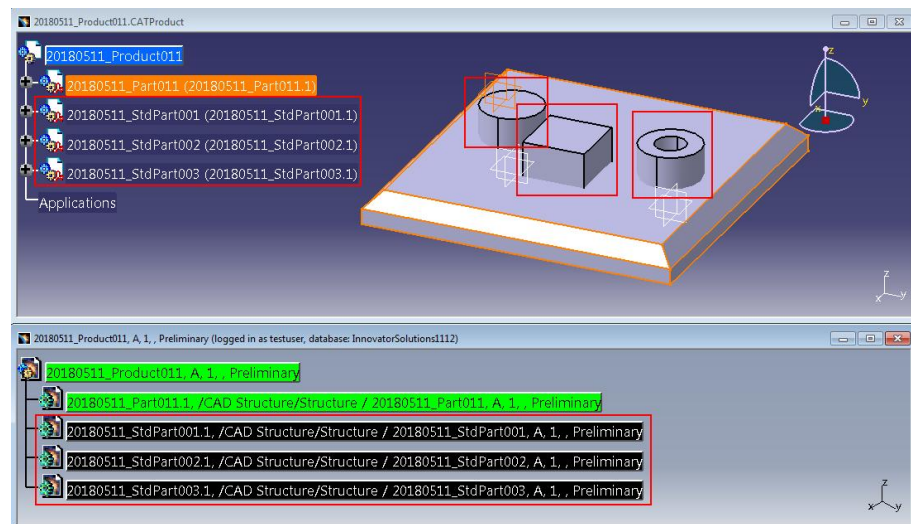 20180511_Product011.CATProduct
20180511_Product011
20180511_Part011 (20180511_Part011.1)
20180511_StdPart001 (20180511_StdPart001.1)
20180511_StdPart002 (20180511_StdPart002.1)
20180511_StdPart003 (20180511_StdPart003.1)
Applications
z
y
x
z
x
y
20180511_Product011, A, 1, , Preliminary (logged in as testuser, database: InnovatorSolutions1112)
20180511_Product011, A, 1, , Preliminary
20180511_Part011.1, /CAD Structure/Structure / 20180511_Part011, A, 1, , Preliminary
20180511_StdPart001.1, /CAD Structure/Structure / 20180511_StdPart001, A, 1, , Preliminary
20180511_StdPart002.1, /CAD Structure/Structure / 20180511_StdPart002, A, 1, , Preliminary
20180511_StdPart003.1, /CAD Structure/Structure / 20180511_StdPart003, A, 1, , Preliminary
z
x
y